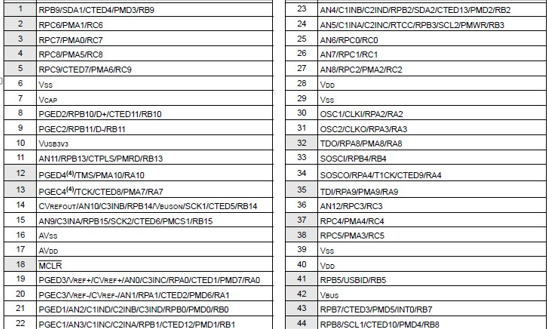 1 RPB9/SDA1/CTED4/PMD3/RB9
2 RPC6/PMA1/RC6
3 RPC7/PMA0/RC7
4 RPC8/PMA5/RC8
5 RPC9/CTED7/PMA6/RC9
6 VSS
7 VCAP
8 PGED2/RPB10/D+/CTED11/RB10
9 PGEC2/RPB11/D-/RB11
10 VUSB3V3
11 AN11/RPB13/CTPLS/PMRD/RB13
12 PGED4(4)/TMS/PMA10/RA10
13 PGEC4(4)/TCK/CTED8/PMA7/RA7
14 CVREFOUT/AN10/C3INB/RPB14/VBUSON/SCK1/CTED5/RB14
15 AN9/C3INA/RPB15/SCK2/CTED6/PMCS1/RB15
16 AVSS
17 AVDD
18 MCLR
19 PGED3/VREF+/CVREF+/AN0/C3INC/RPA0/CTED1/PMD7/RA0
20 PGEC3/VREF-/CVREF-/AN1/RPA1/CTED2/PMD6/RA1
21 PGED1/AN2/C1IND/C2INB/C3IND/RPB0/PMD0/RB0
22 PGEC1/AN3/C1INC/C2INA/RPB1/CTED12/PMD1/RB1
23 AN4/C1INB/C2IND/RPB2/SDA2/CTED13/PMD2/RB2
24 AN5/C1INA/C2INC/RTCC/RPB3/SCL2/PMWR/RB3
25 AN6/RPC0/RC0
26 AN7/RPC1/RC1
27 AN8/RPC2/PMA2/RC2
28 VDD
29 VSS
30 OSC1/CLKI/RPA2/RA2
31 OSC2/CLKO/RPA3/RA3
32 TDO/RPA8/PMA8/RA8
33 SOSCI/RPB4/RB4
34 SOSCO/RPA4/T1CK/CTED9/RA4
35 TDI/RPA9/PMA9/RA9
36 AN12/RPC3/RC3
37 RPC4/PMA4/RC4
38 RPC5/PMA3/RC5
39 VSS
40 VDD
41 RPB5/USBID/RB5
42 VBUS
43 RPB7/CTED3/PMD5/INT0/RB7
44 RPB8/SCL1/CTED10/PMD4/RB8